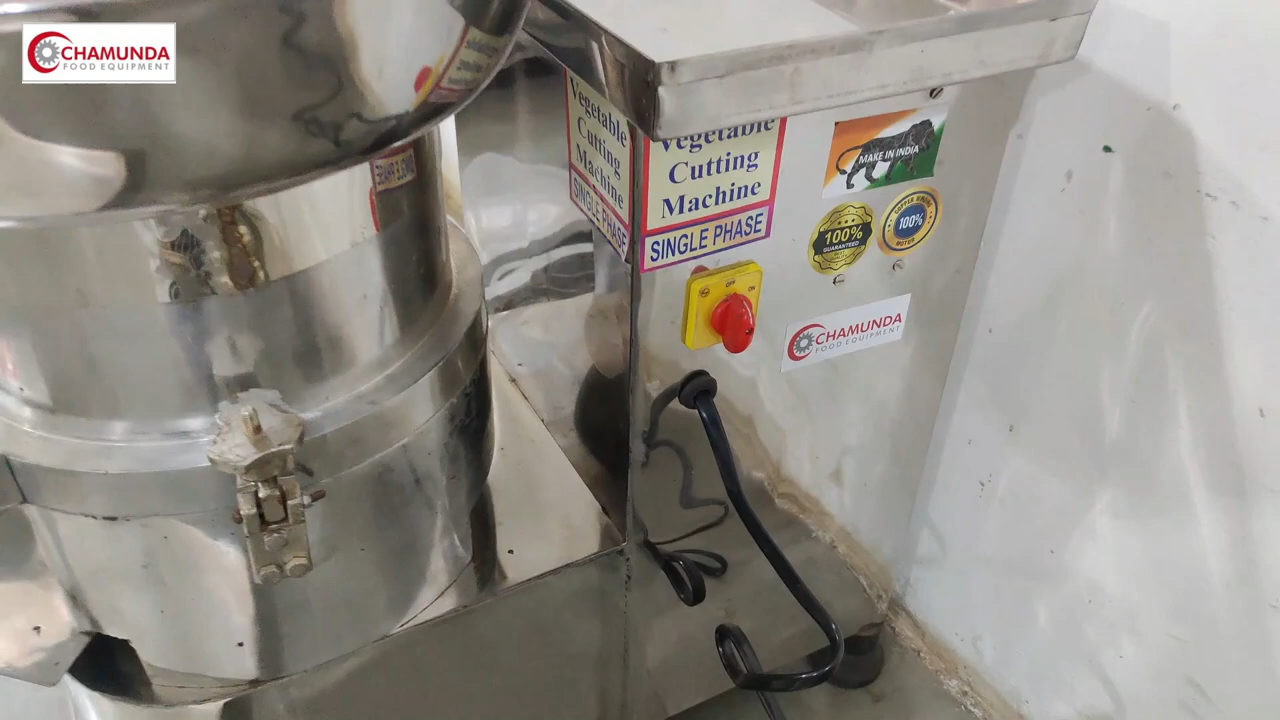 CHAMUNDA
FOOD EQUIPMENT
Vegetable
Cutting
Machine
SINGLE PHASE
Vegetable
Cutting
Machine
SINGLE PHASE
MAKE IN INDIA
100%
GUARANTEED
100%
MOTOR
OFF
ON
CHAMUNDA
FOOD EQUIPMENT